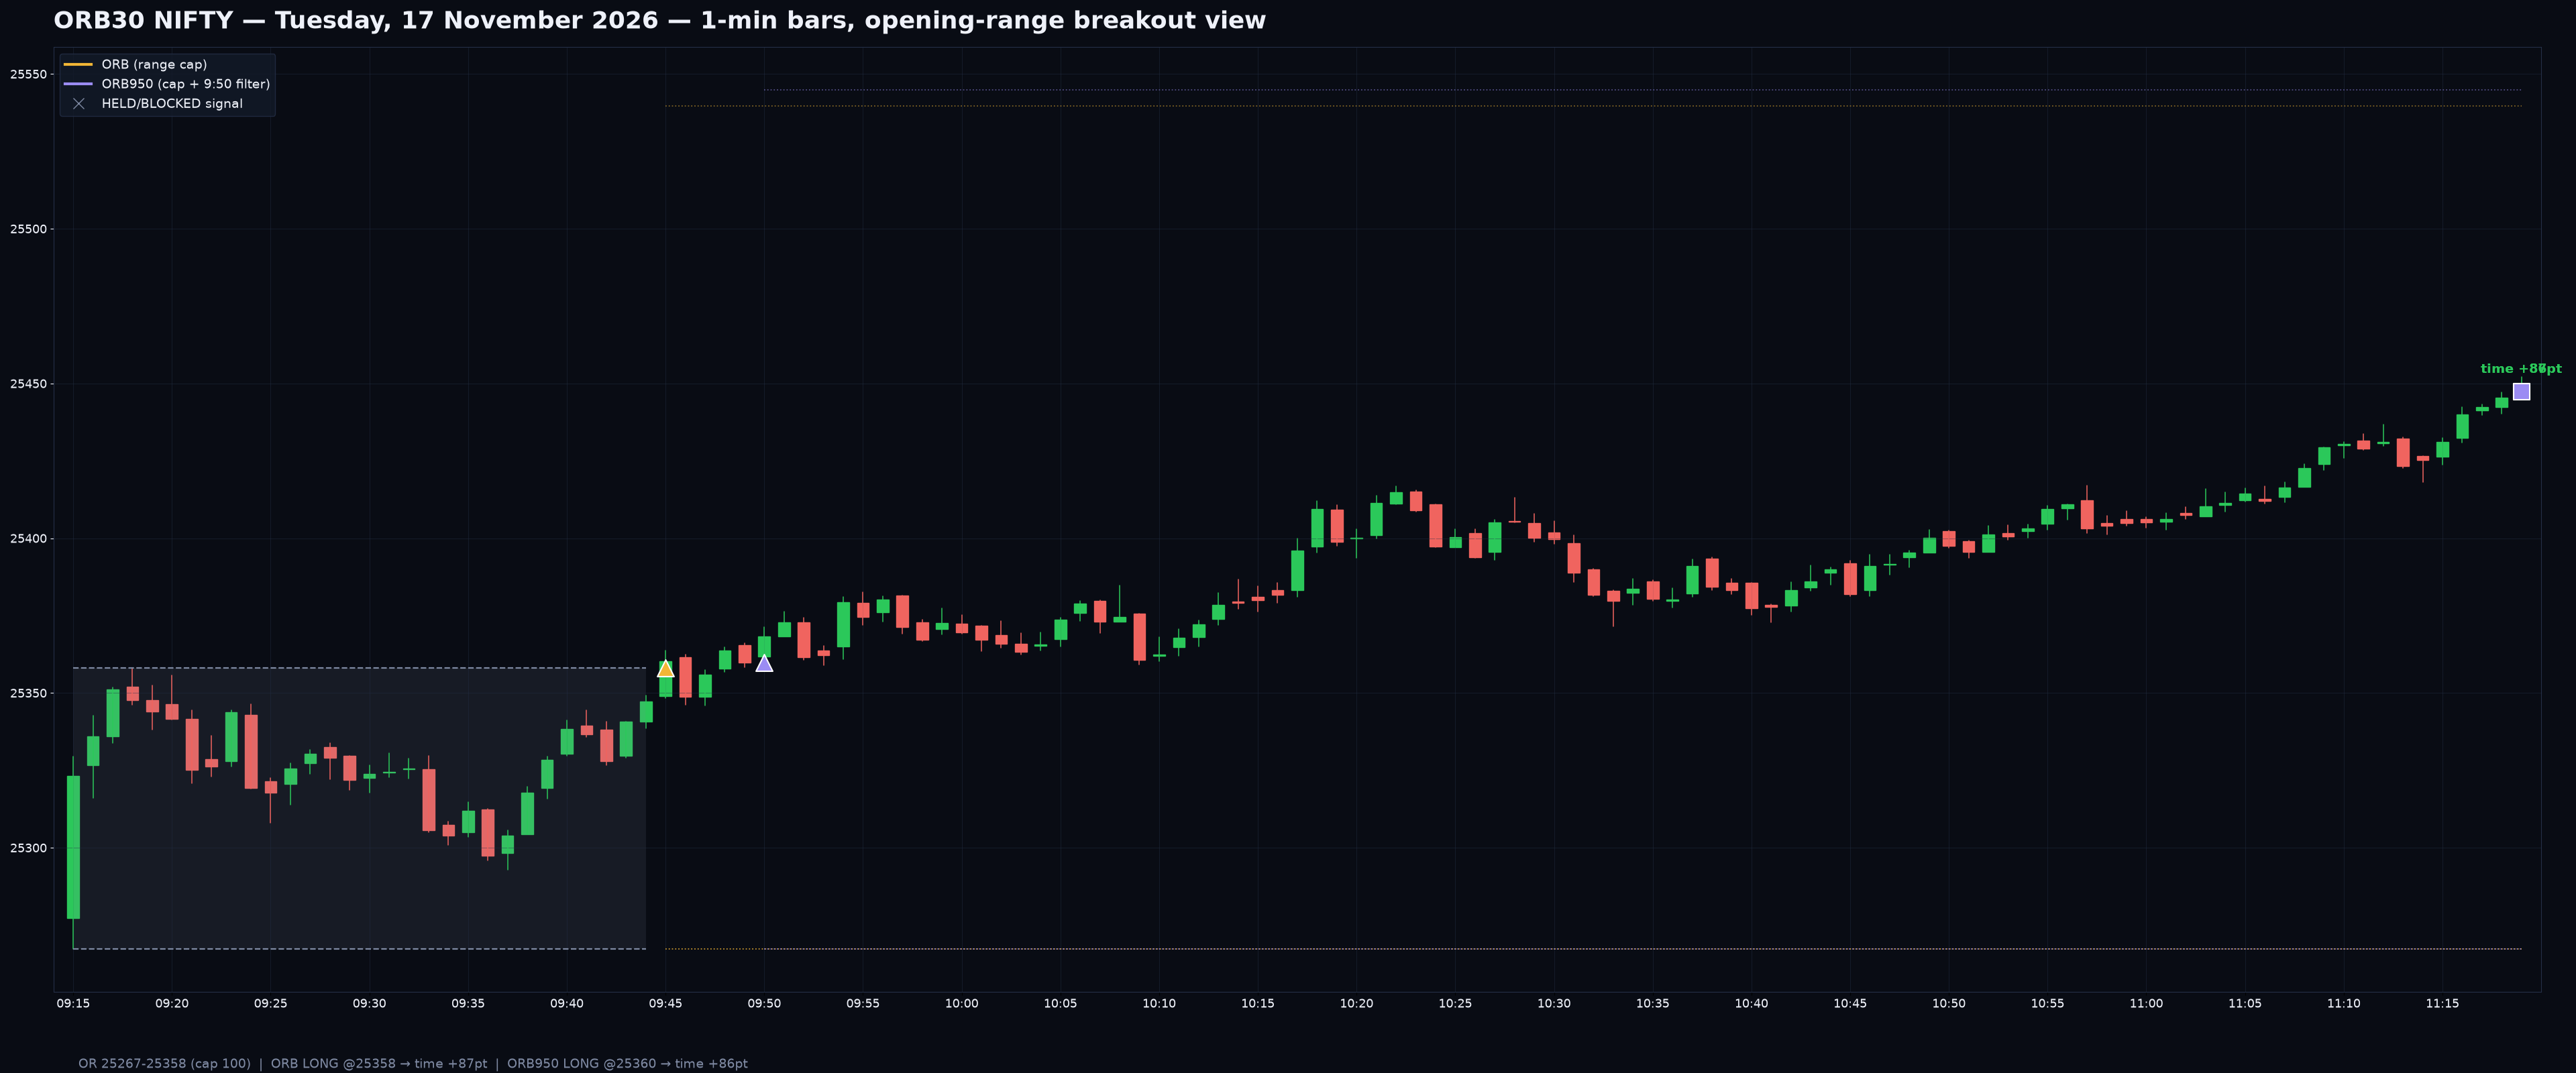 ORB30 NIFTY — Tuesday, 17 November 2026 — 1-min bars, opening-range breakout view
ORB (range cap)
ORB950 (cap + 9:50 filter)
HELD/BLOCKED signal
25550
25500
25450
25400
25350
25300
time
09:15 09:20 09:25 09:30 09:35 09:40 09:45 09:50 09:55 10:00 10:05 10:10 10:15 10:20 10:25 10:30 10:35 10:40 10:45 10:50 10:55 11:00 11:05 11:10 11:15
OR 25267-25358 (cap 100) | ORB LONG @25358 → time +87pt | ORB950 LONG @25360 → time +86pt